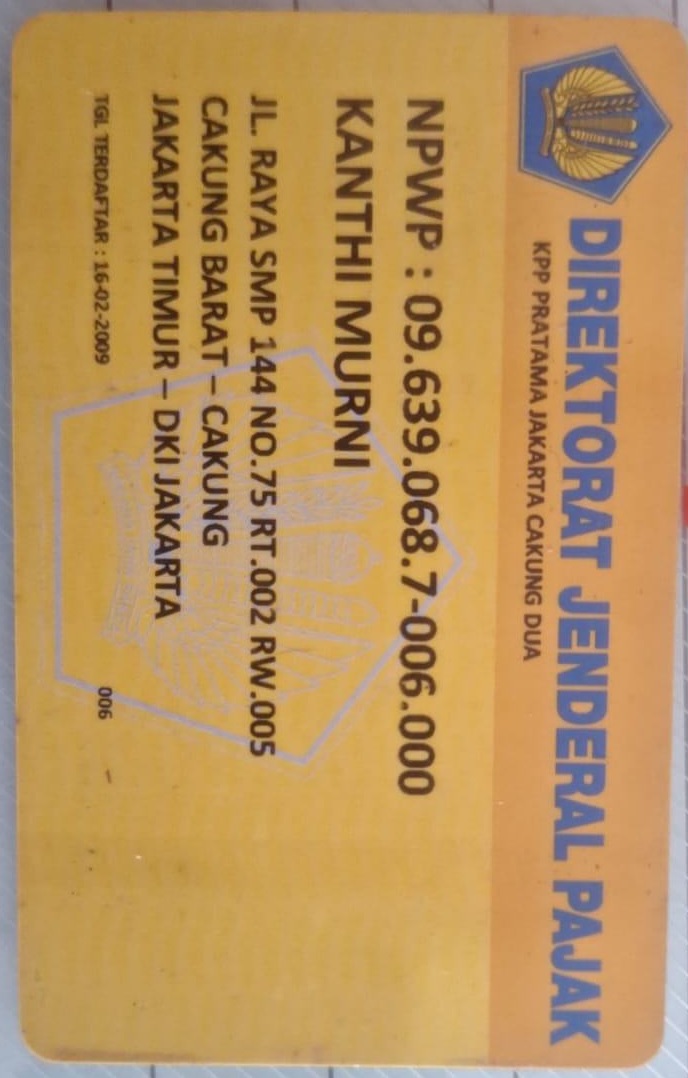 DIREKTORAT JENDERAL PAJAK
KPP PRATAMA JAKARTA CAKUNG DUA
NPWP : 09.639.068.7-006.000
KANTHI MURNI
JL. RAYA SMP 144 NO.75 RT.002 RW.005
CAKUNG BARAT – CAKUNG
JAKARTA TIMUR – DKI JAKARTA
TGL TERDAFTAR : 16-02-2009 006